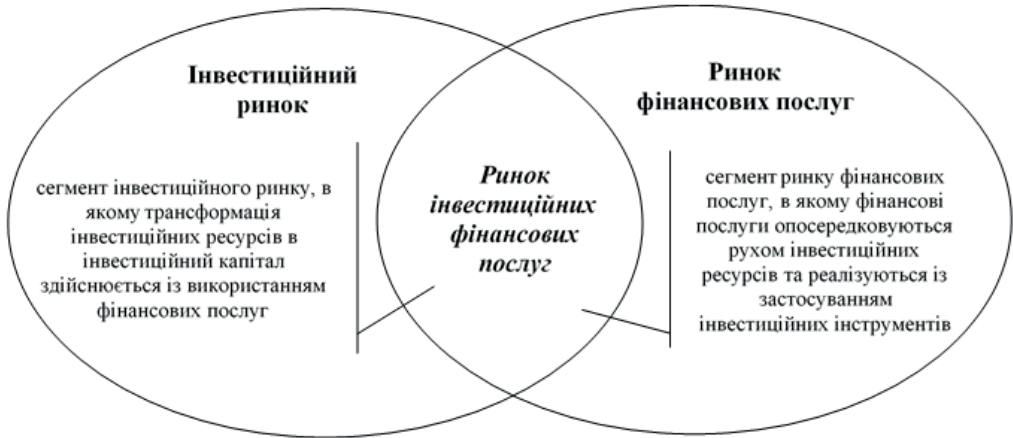 Інвестиційний
ринок
сегмент інвестиційного ринку, в
якому трансформація
інвестиційних ресурсів в
інвестиційний капітал
здійснюється із використанням
фінансових послуг
Ринок
інвестиційних
фінансових
послуг
Ринок
фінансових послуг
сегмент ринку фінансових
послуг, в якому фінансові
послуги опосередковуються
рухом інвестиційних
ресурсів та реалізуються із
застосуванням
інвестиційних інструментів